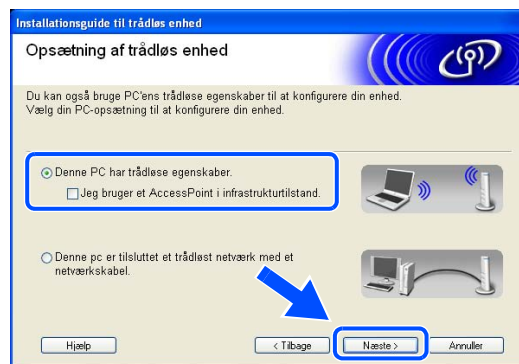 Installationsguide til trådløs enhed
Opsætning af trådløs enhed
Du kan også bruge PC'ens trådløse egenskaber til at konfigurere din enhed.
Vælg din PC-opsætning til at konfigurere din enhed.
Denne PC har trådløse egenskaber.
Jeg bruger et AccessPoint i infrastrukturtilstand.
Denne pc er tilsluttet et trådløst netværk med et
netværkskabel.
Hjælp
< Tilbage
Næste >
Annuller